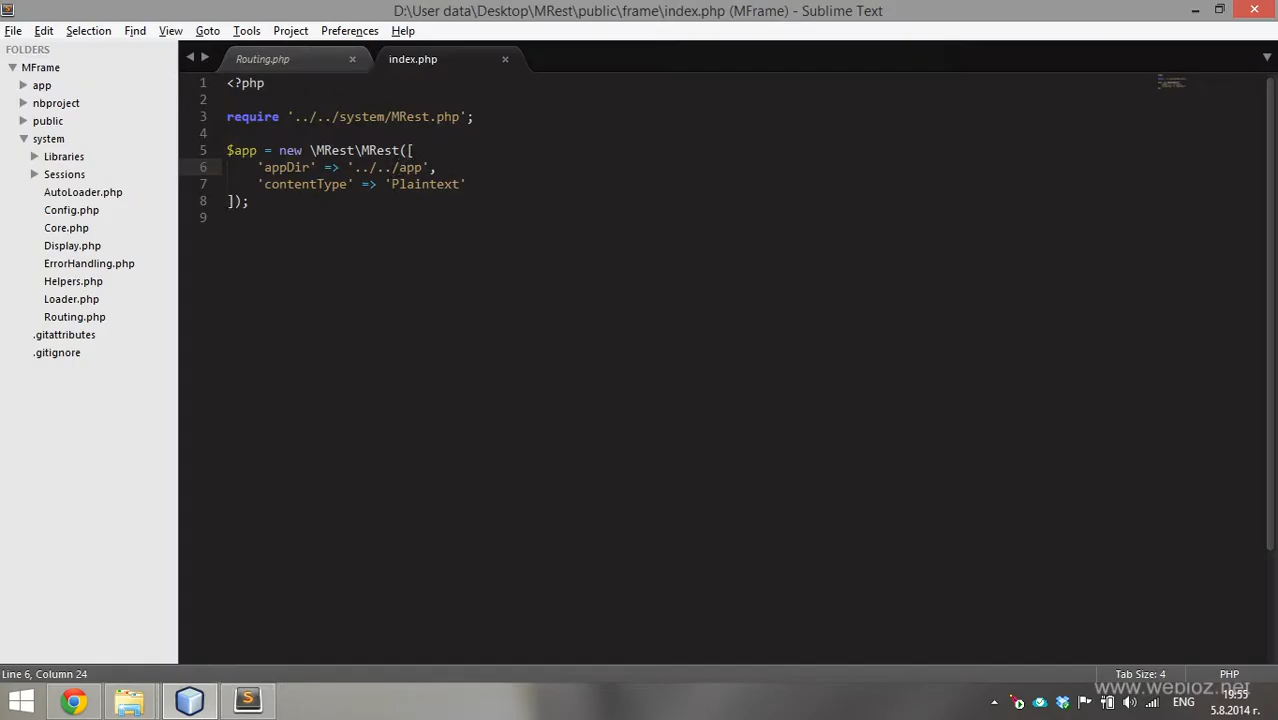 D:\User data\Desktop\MRest\public\frame\index.php (MFrame) - Sublime Text
File Edit Selection Find View Goto Tools Project Preferences Help
FOLDERS
MFrame
app
nbproject
public
system
Libraries
Sessions
AutoLoader.php
Config.php
Core.php
Display.php
ErrorHandling.php
Helpers.php
Loader.php
Routing.php
.gitattributes
.gitignore
Routing.php index.php
1 <?php
2
3 require '../../system/MRest.php';
4
5 $app = new \MRest\MRest([
6 'appDir' => '../../app',
7 'contentType' => 'Plaintext'
8 ]);
9
Line 6, Column 24 Tab Size: 4 PHP
www.webioz.net
ENG 19:55
5.8.2014 г.